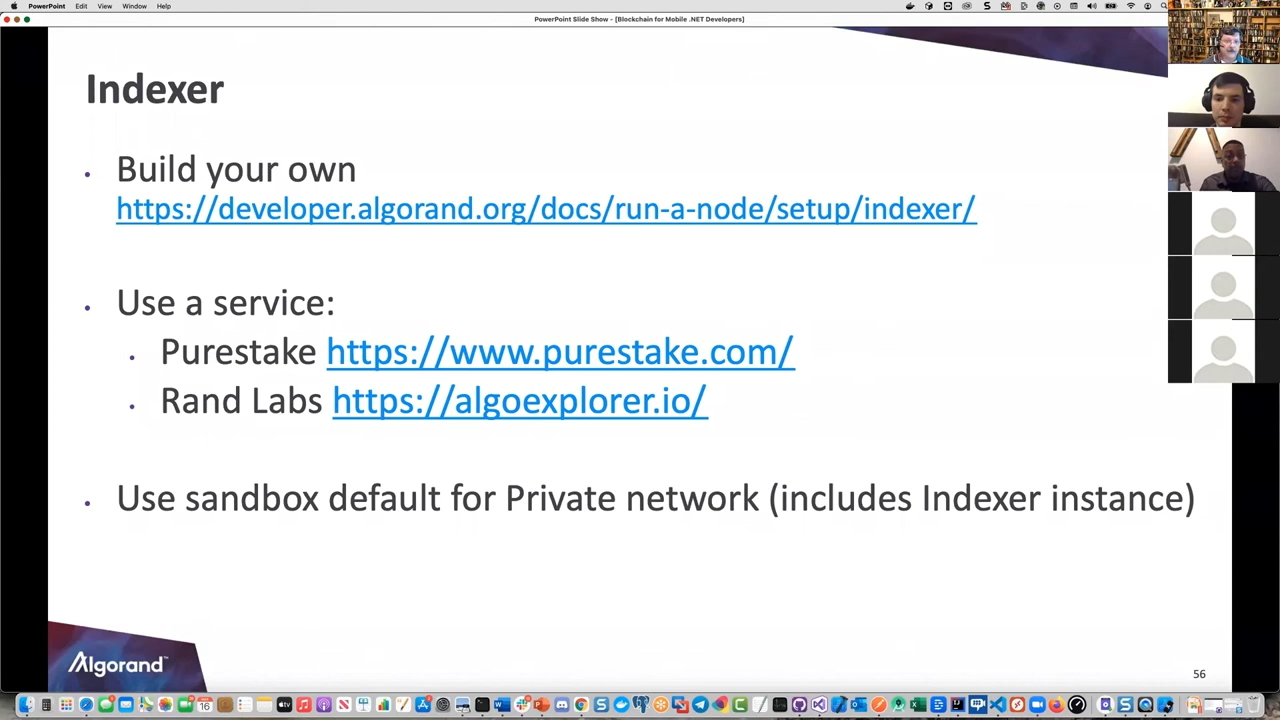 PowerPoint Edit View Window Help
PowerPoint Slide Show - [Blockchain for Mobile .NET Developers]
Indexer
• Build your own
https://developer.algorand.org/docs/run-a-node/setup/indexer/
• Use a service:
• Purestake https://www.purestake.com/
• Rand Labs https://algoexplorer.io/
• Use sandbox default for Private network (includes Indexer instance)
Algorand™
56
16